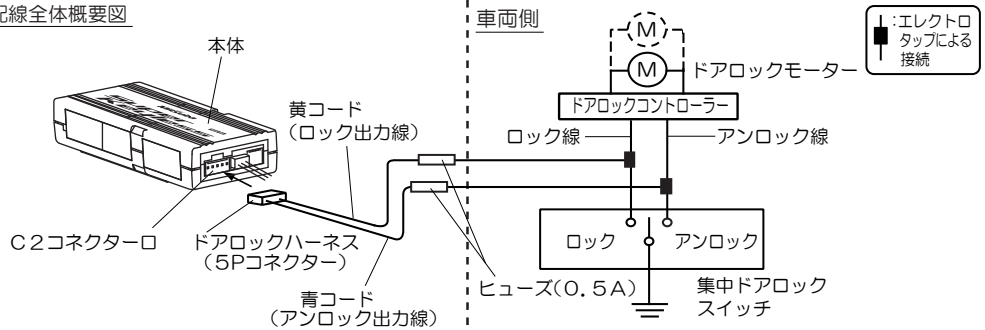 配線全体概要図
車両側
:エレクトロ
タップによる
接続
本体
M
M
ドアロックモーター
黄コード
(ロック出力線)
ドアロックコントローラー
ロック線
アンロック線
C2コネクター口
ドアロックハーネス
(5Pコネクター)
ロック
アンロック
青コード
(アンロック出力線)
ヒューズ(0.5A)
集中ドアロック
スイッチ